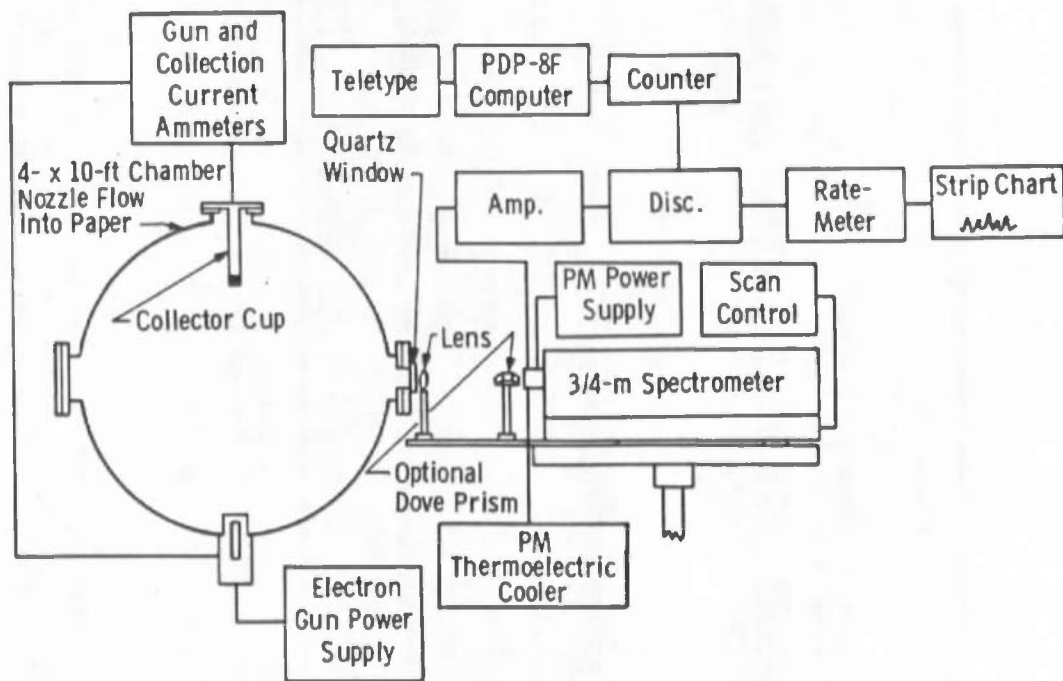 Gun and
Collection
Current
Ammeters
Teletype
PDP-8F
Computer
Counter
Quartz
Window
4- x 10-ft Chamber
Nozzle Flow
Into Paper
Amp.
Disc.
Rate-
Meter
Strip Chart
Collector Cup
Lens
PM Power
Supply
Scan
Control
3/4-m Spectrometer
Optional
Dove Prism
PM
Thermoelectric
Cooler
Electron
Gun Power
Supply